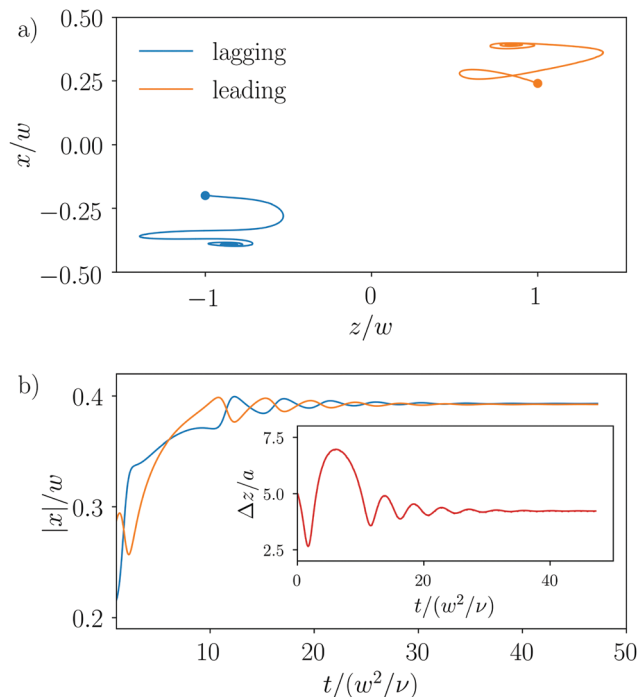 a)
0.50
0.25
0.00
−0.25
−0.50
x/w
lagging
leading
−1
0
1
z/w
b)
0.4
0.3
0.2
|x|/w
7.5
5.0
2.5
Δz/a
0
20
40
t/(w²/ν)
10
20
30
40
50
t/(w²/ν)